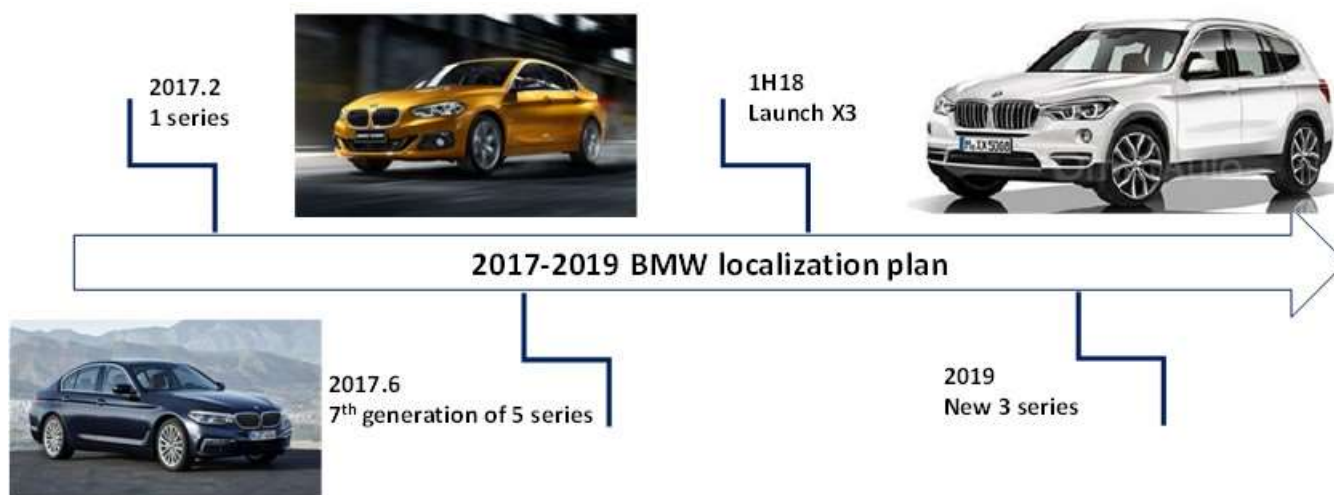 2017.2
1 series
1H18
Launch X3
2017-2019 BMW localization plan
2017.6
7th generation of 5 series
2019
New 3 series